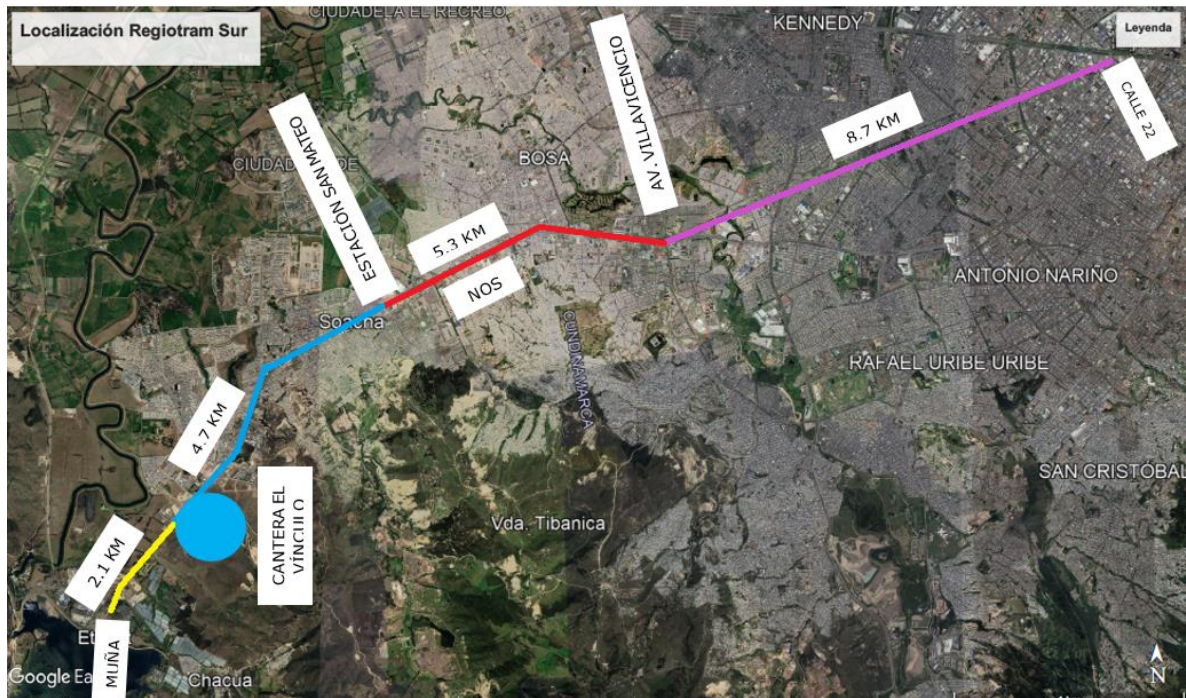 CIUDADELA EL RECREO
KENNEDY
Localización Regiotram Sur
Leyenda
AV. VILLAVICENCIO
8.7 KM
CALLE 22
ESTACIÓN SAN MATEO
BOSA
5.3 KM
NOS
ANTONIO NARIÑO
Soacha
CUNDINAMARCA
RAFAEL URIBE URIBE
4.7 KM
SAN CRISTÓBAL
CANTERA EL
VÍNCULO
Vda. Tibanica
2.1 KM
MUÑA
Google Ea
Chacua
N